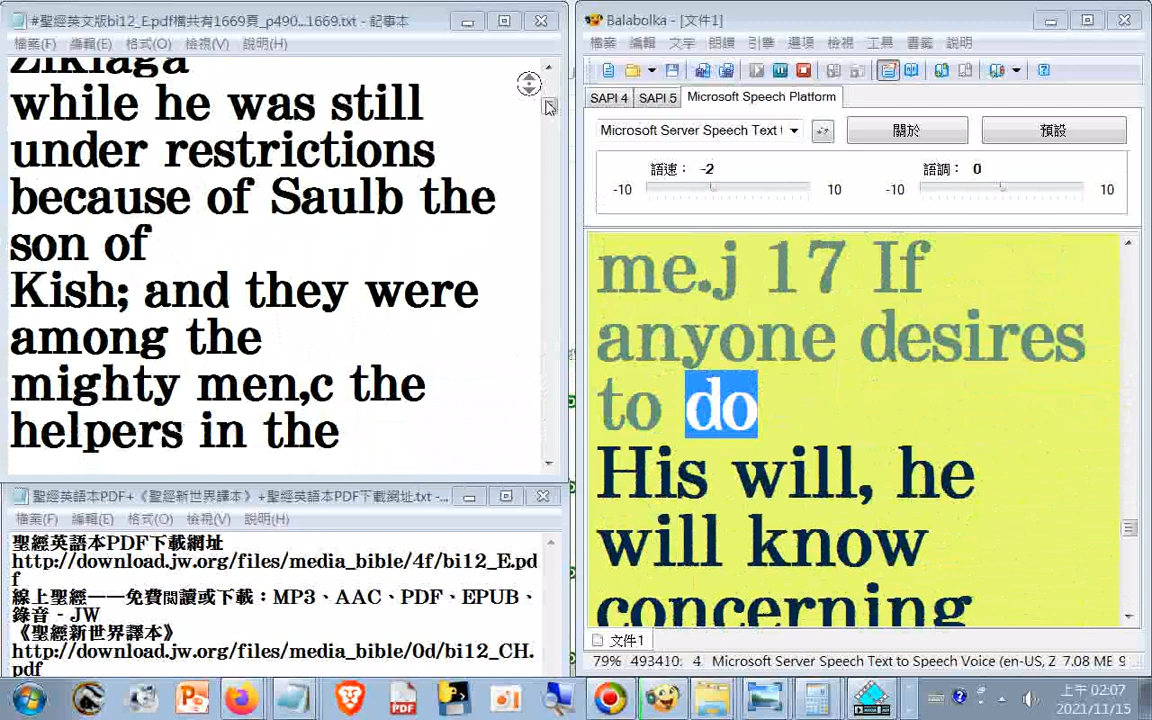 #聖經英文版bi12_E.pdf檔共有1669頁_p490...1669.txt - 記事本
檔案(F) 編輯(E) 格式(O) 檢視(V) 說明(H)
Ziklaga
while he was still
under restrictions
because of Saulb the
son of
Kish; and they were
among the
mighty men,c the
helpers in the
聖經英語本PDF+《聖經新世界譯本》+聖經英語本PDF下載網址.txt -...
檔案(F) 編輯(E) 格式(O) 檢視(V) 說明(H)
聖經英語本PDF下載網址
http://download.jw.org/files/media_bible/4f/bi12_E.pd
f
線上聖經——免費閱讀或下載：MP3、AAC、PDF、EPUB、
錄音 - JW
《聖經新世界譯本》
http://download.jw.org/files/media_bible/0d/bi12_CH.
pdf
Balabolka - [文件1]
檔案 編輯 文字 朗讀 引擎 選項 檢視 工具 書籤 說明
SAPI 4 SAPI 5 Microsoft Speech Platform
Microsoft Server Speech Text 關於 預設
語速： -2 語調： 0
-10 10 -10 10
me.j 17 If
anyone desires
to do
His will, he
will know
concerning
文件1
79% 493410: 4 Microsoft Server Speech Text to Speech Voice (en-US, Z 7.08 MB 9
上午 02:07
2021/11/15